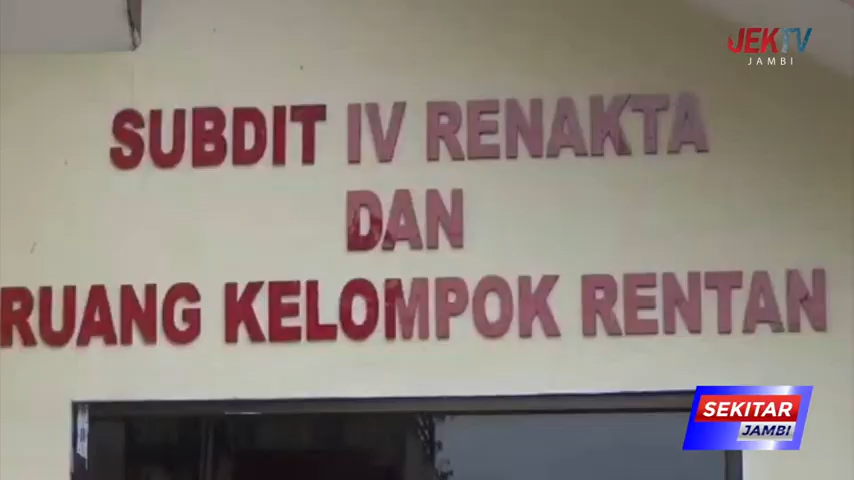 JEKTV
JAMBI
SUBDIT IV RENAKTA
DAN
RUANG KELOMPOK RENTAN
SEKITAR
JAMBI